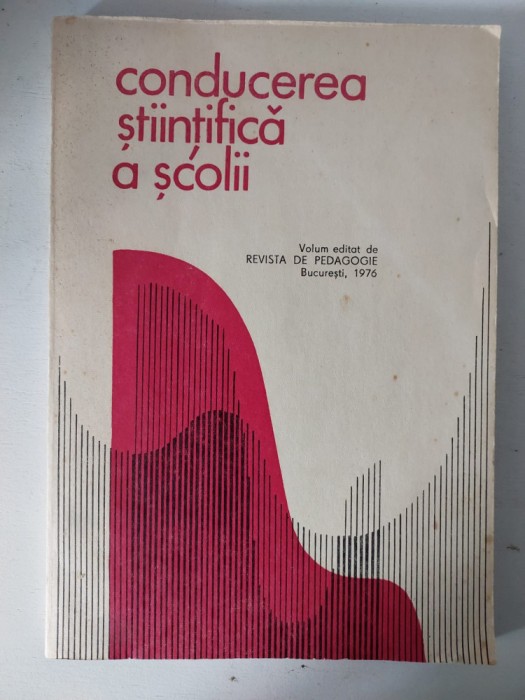 conducerea
științifică
a școlii
Volum editat de
REVISTA DE PEDAGOGIE
București, 1976